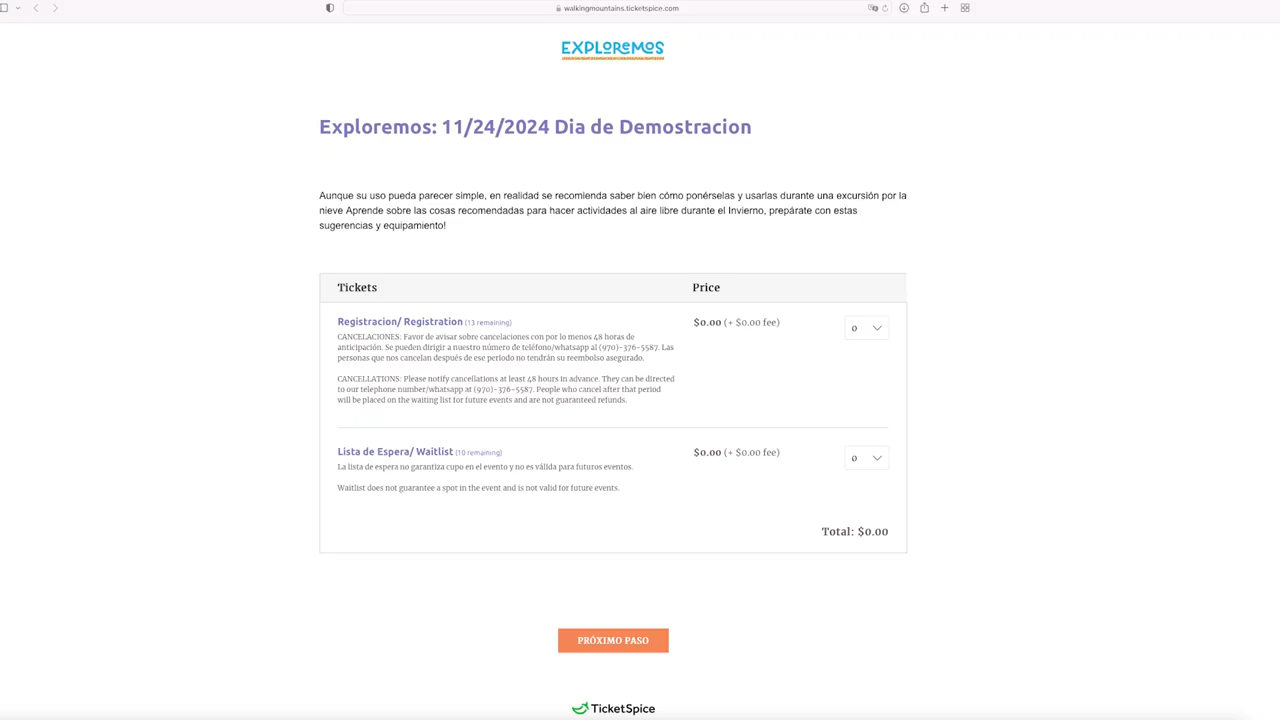 walkingmountains.ticketspice.com
EXPLOREMOS
Exploremos: 11/24/2024 Dia de Demostracion
Aunque su uso pueda parecer simple, en realidad se recomienda saber bien cómo ponérselas y usarlas durante una excursión por la
nieve Aprende sobre las cosas recomendadas para hacer actividades al aire libre durante el Invierno, prepárate con estas
sugerencias y equipamiento!
Tickets Price
Registracion/ Registration (13 remaining) $0.00 (+ $0.00 fee) 0
CANCELACIONES: Favor de avisar sobre cancelaciones con por lo menos 48 horas de
anticipación. Se pueden dirigir a nuestro número de teléfono/whatsapp al (970)-376-5587. Las
personas que nos cancelan después de ese periodo no tendrán su reembolso asegurado.
CANCELLATIONS: Please notify cancellations at least 48 hours in advance. They can be directed
to our telephone number/whatsapp at (970)-376-5587. People who cancel after that period
will be placed on the waiting list for future events and are not guaranteed refunds.
Lista de Espera/ Waitlist (10 remaining) $0.00 (+ $0.00 fee) 0
La lista de espera no garantiza cupo en el evento y no es válida para futuros eventos.
Waitlist does not guarantee a spot in the event and is not valid for future events.
Total: $0.00
PRÓXIMO PASO
TicketSpice